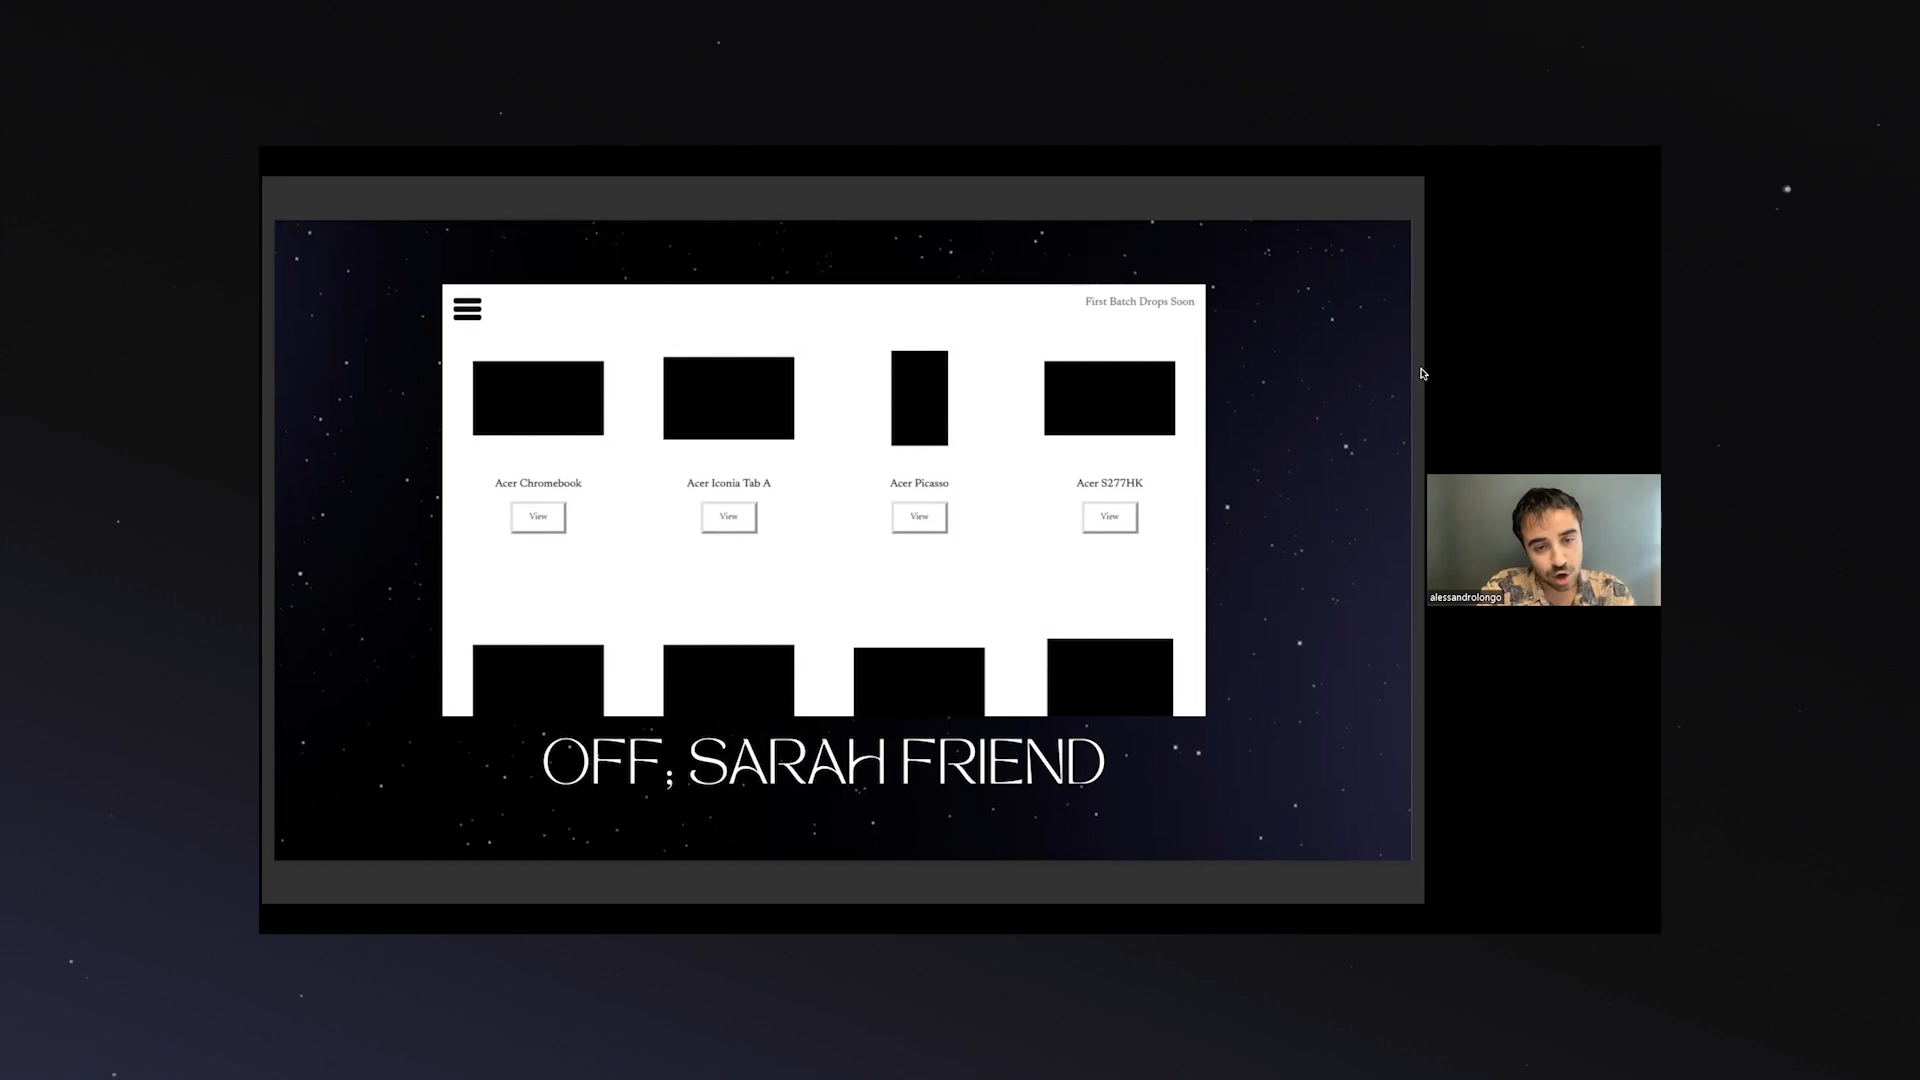 First Batch Drops Soon
Acer Chromebook
Acer Iconia Tab A
Acer Picasso
Acer S277HK
View
View
View
View
alessandrolongo
OFF; SARAH FRIEND